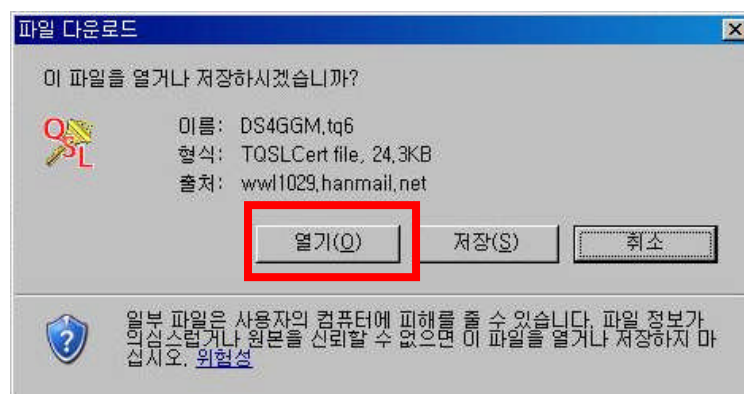 파일 다운로드
이 파일을 열거나 저장하시겠습니까?
QSL
이름: DS4GGM.tq6
형식: TQSLCert file, 24.3KB
출처: wwl1029.hanmail.net
열기(O) 저장(S) 취소
일부 파일은 사용자의 컴퓨터에 피해를 줄 수 있습니다. 파일 정보가
의심스럽거나 원본을 신뢰할 수 없으면 이 파일을 열거나 저장하지 마
십시오. 위험성